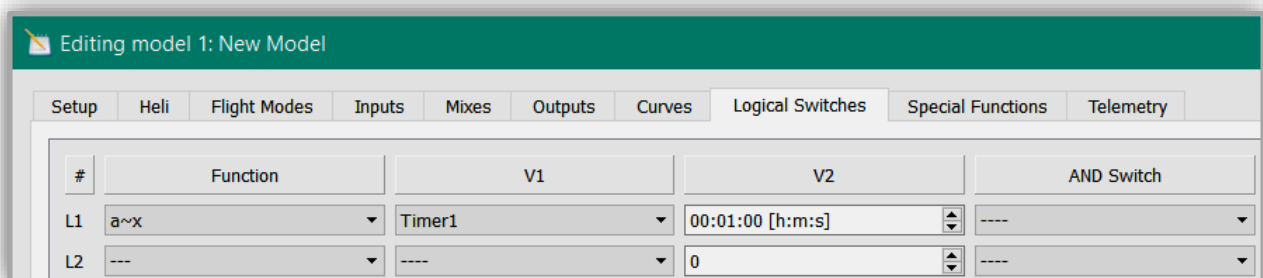 Editing model 1: New Model
Setup Heli Flight Modes Inputs Mixes Outputs Curves Logical Switches Special Functions Telemetry
# Function V1 V2 AND Switch
L1 a~x Timer1 00:01:00 [h:m:s] ----
L2 --- ---- 0 ----